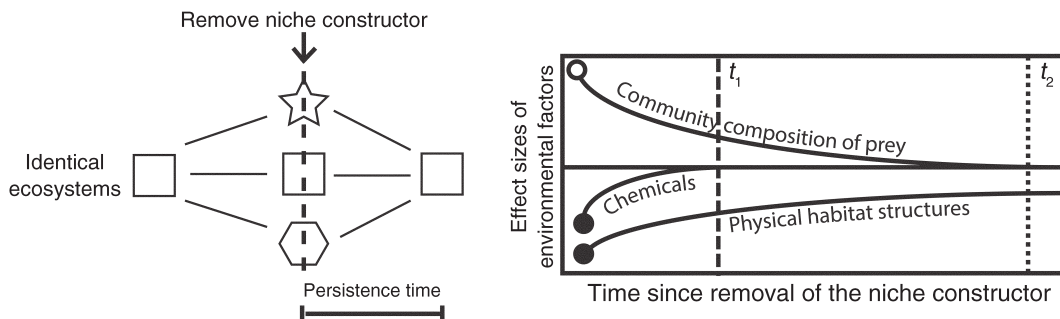 Remove niche constructor
Identical
ecosystems
Persistence time
Effect sizes of
environmental factors
t1
t2
Community composition of prey
Chemicals
Physical habitat structures
Time since removal of the niche constructor